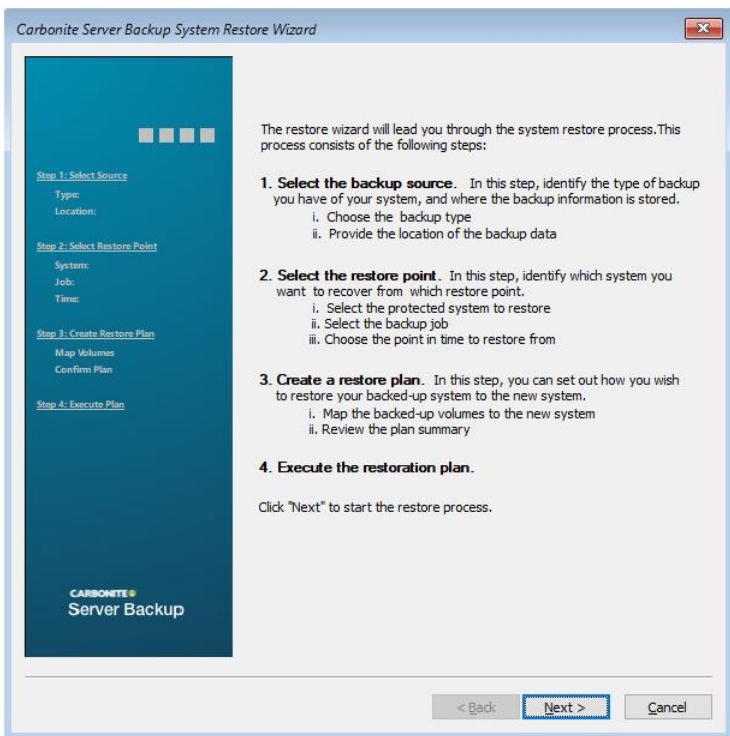 Carbonite Server Backup System Restore Wizard
Step 1: Select Source
Type:
Location:
Step 2: Select Restore Point
System:
Job:
Time:
Step 3: Create Restore Plan
Map Volumes
Confirm Plan
Step 4: Execute Plan
CARBONITE
Server Backup
The restore wizard will lead you through the system restore process.This
process consists of the following steps:
1. Select the backup source. In this step, identify the type of backup
you have of your system, and where the backup information is stored.
i. Choose the backup type
ii. Provide the location of the backup data
2. Select the restore point. In this step, identify which system you
want to recover from which restore point.
i. Select the protected system to restore
ii. Select the backup job
iii. Choose the point in time to restore from
3. Create a restore plan. In this step, you can set out how you wish
to restore your backed-up system to the new system.
i. Map the backed-up volumes to the new system
ii. Review the plan summary
4. Execute the restoration plan.
Click "Next" to start the restore process.
< Back Next > Cancel